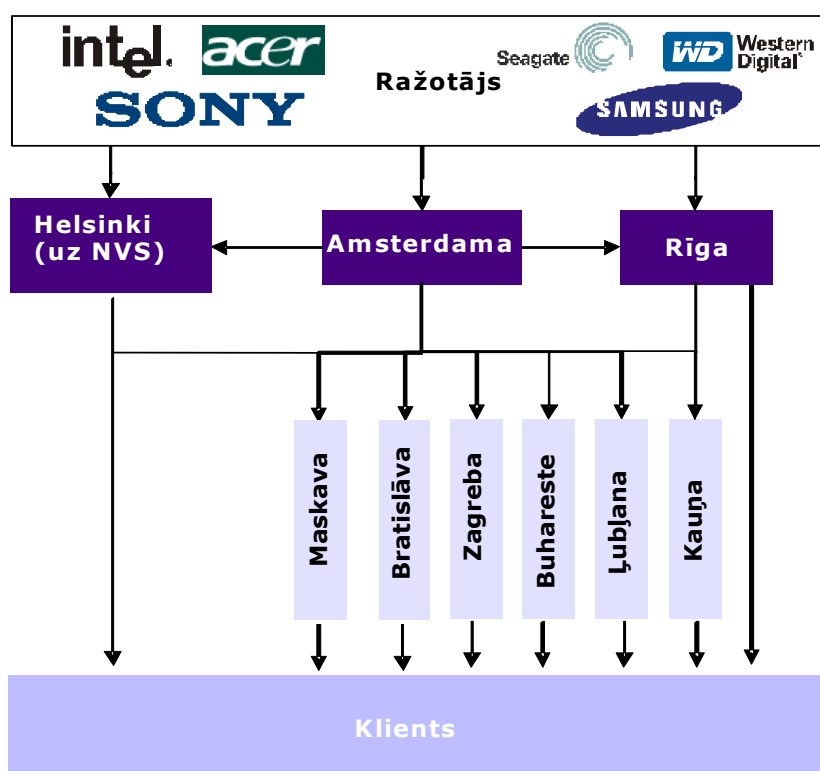 intel.
acer
Seagate
WD Western
Digital
Ražotājs
SONY
SAMSUNG
Helsinki
(uz NVS)
Amsterdama
Rīga
Maskava
Bratislāva
Zagreba
Buhareste
Ļubļana
Kauņa
Klients